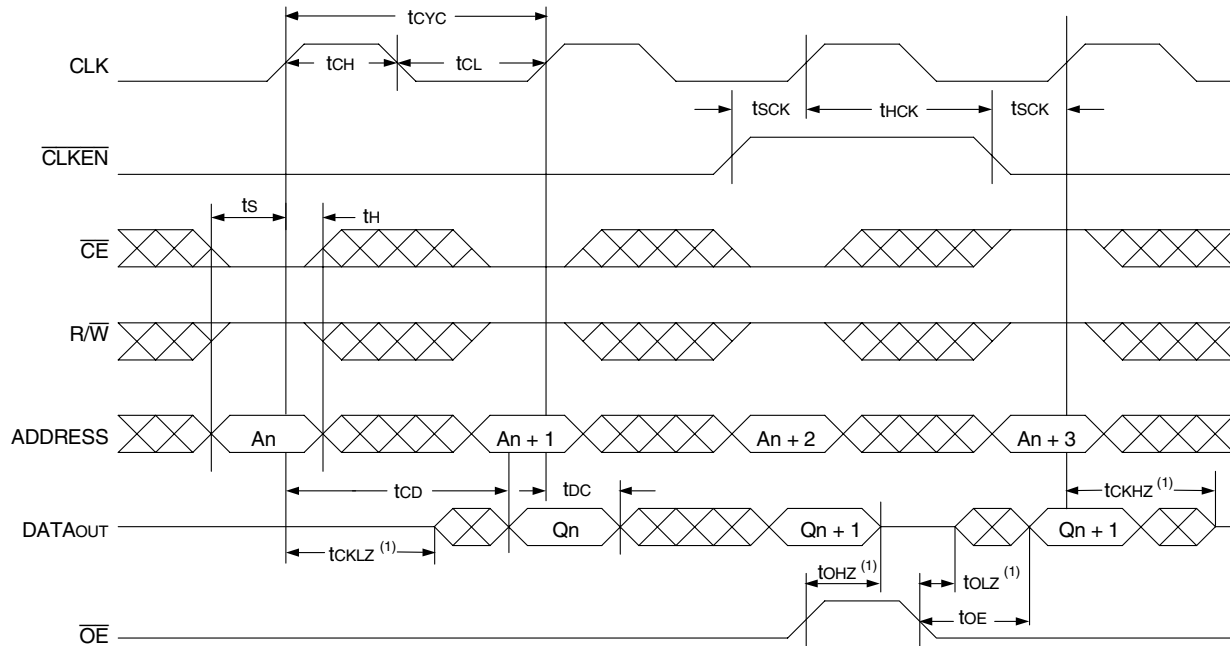 tCYC
CLK
tCH
tCL
tSCK
tHCK
tSCK
CLKEN
tS
tH
CE
R/W
ADDRESS
An
An + 1
An + 2
An + 3
tCD
tDC
tCKHZ (1)
DATAOUT
Qn
Qn + 1
Qn + 1
tCKLZ (1)
tOHZ (1)
tOLZ (1)
tOE
OE